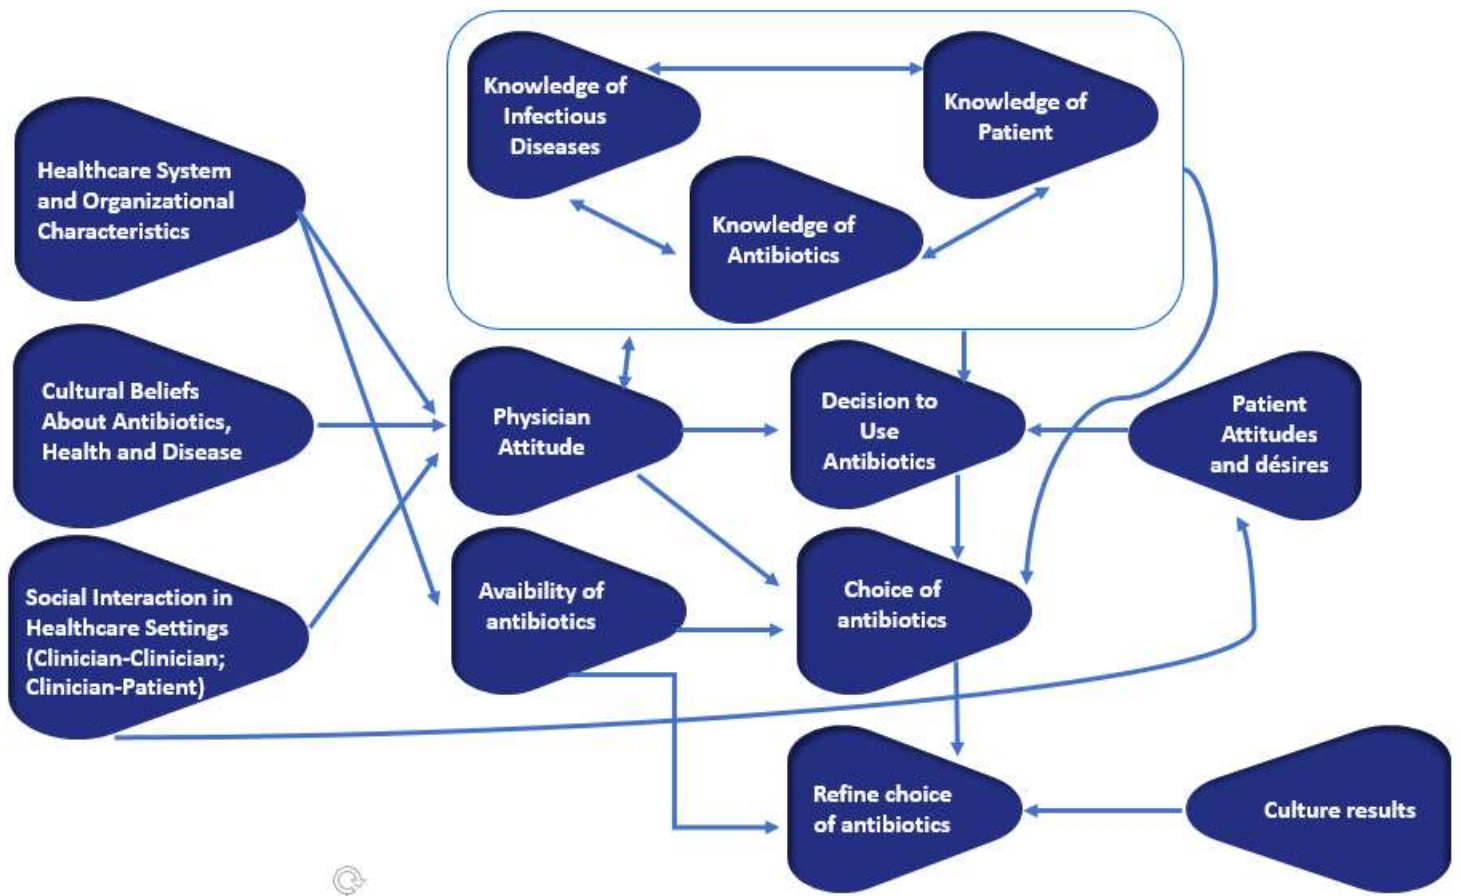 Knowledge of
Infectious
Diseases
Knowledge of
Patient
Knowledge of
Antibiotics
Healthcare System
and Organizational
Characteristics
Cultural Beliefs
About Antibiotics,
Health and Disease
Physician
Attitude
Decision to
Use
Antibiotics
Patient
Attitudes
and désires
Social Interaction in
Healthcare Settings
(Clinician-Clinician;
Clinician-Patient)
Avaibility of
antibiotics
Choice of
antibiotics
Refine choice
of antibiotics
Culture results